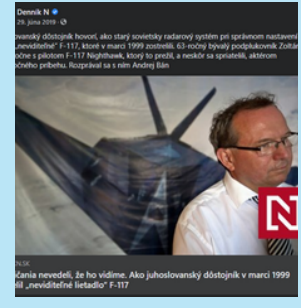 Denník N
29. júna 2019 ·
ovanský dôstojník hovorí, ako starý sovietsky radarový systém pri správnom nastavení
„neviditeľné“ F-117, ktoré v marci 1999 zostrelili. 63-ročný bývalý podplukovník Zoltán
očne s pilotom F-117 Nighthawk, ktorý to prežil, a neskôr sa spriatelili, aktérom
očného príbehu. Rozprával sa s ním Andrej Bán
N
N.SK
čania nevedeli, že ho vidíme. Ako juhoslovanský dôstojník v marci 1999
elil „neviditeľné lietadlo“ F-117